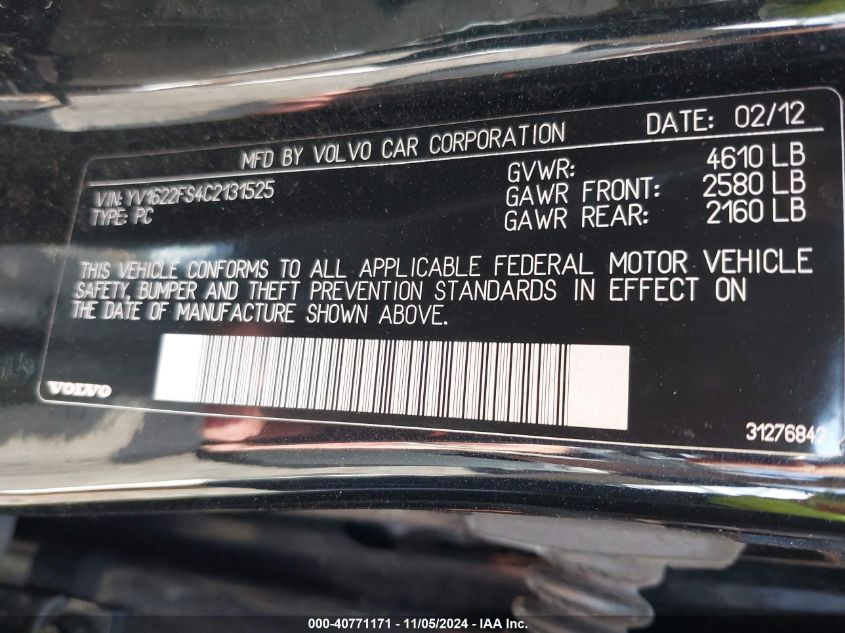 MFD BY VOLVO CAR CORPORATION DATE: 02/12
VIN: YV1622FS4C2131525
TYPE: PC
GVWR: 4610 LB
GAWR FRONT: 2580 LB
GAWR REAR: 2160 LB
THIS VEHICLE CONFORMS TO ALL APPLICABLE FEDERAL MOTOR VEHICLE
SAFETY, BUMPER AND THEFT PREVENTION STANDARDS IN EFFECT ON
THE DATE OF MANUFACTURE SHOWN ABOVE.
VOLVO
31276842
000-40771171 - 11/05/2024 - IAA Inc.